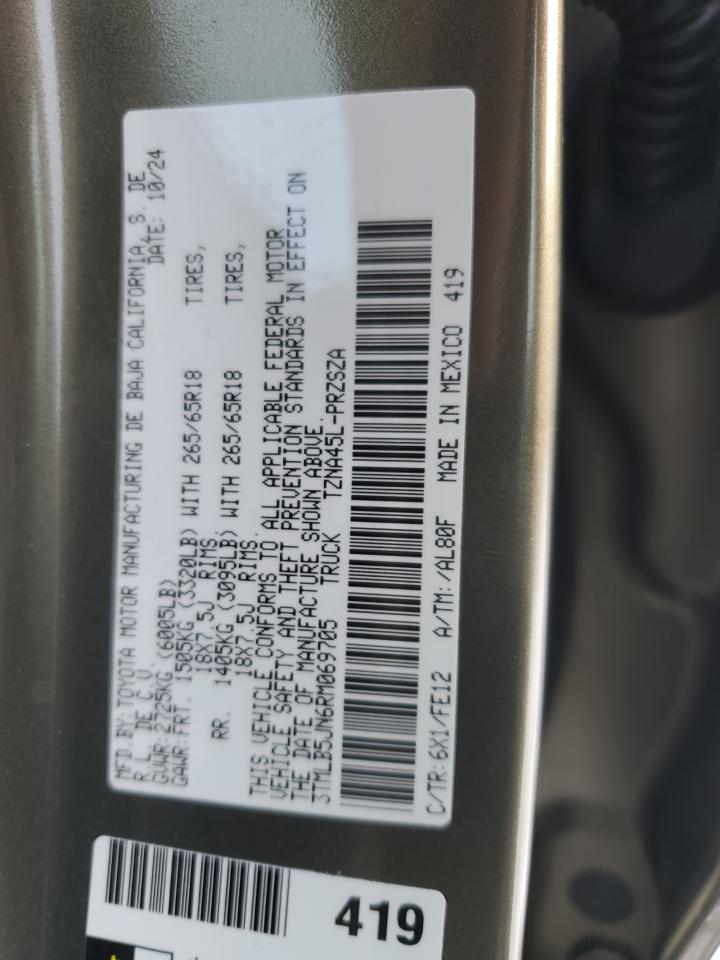 MFD.BY:TOYOTA MOTOR MANUFACTURING DE BAJA CALIFORNIA, S. DE
R.L. DE C.V. DATE: 10/24
GVWR:2725KG (6005LB)
GAWR:FRT. 1505KG (3320LB) WITH 265/65R18 TIRES,
18X7.5J RIMS.
RR. 1405KG (3095LB) WITH 265/65R18 TIRES,
18X7.5J RIMS.
THIS VEHICLE CONFORMS TO ALL APPLICABLE FEDERAL MOTOR
VEHICLE SAFETY AND THEFT PREVENTION STANDARDS IN EFFECT ON
THE DATE OF MANUFACTURE SHOWN ABOVE.
3TMLB5JN6RM069705 TRUCK TZNA45L-PRZSZA
C/TR:6X1/FE12 A/TM:/AL80F MADE IN MEXICO 419
419